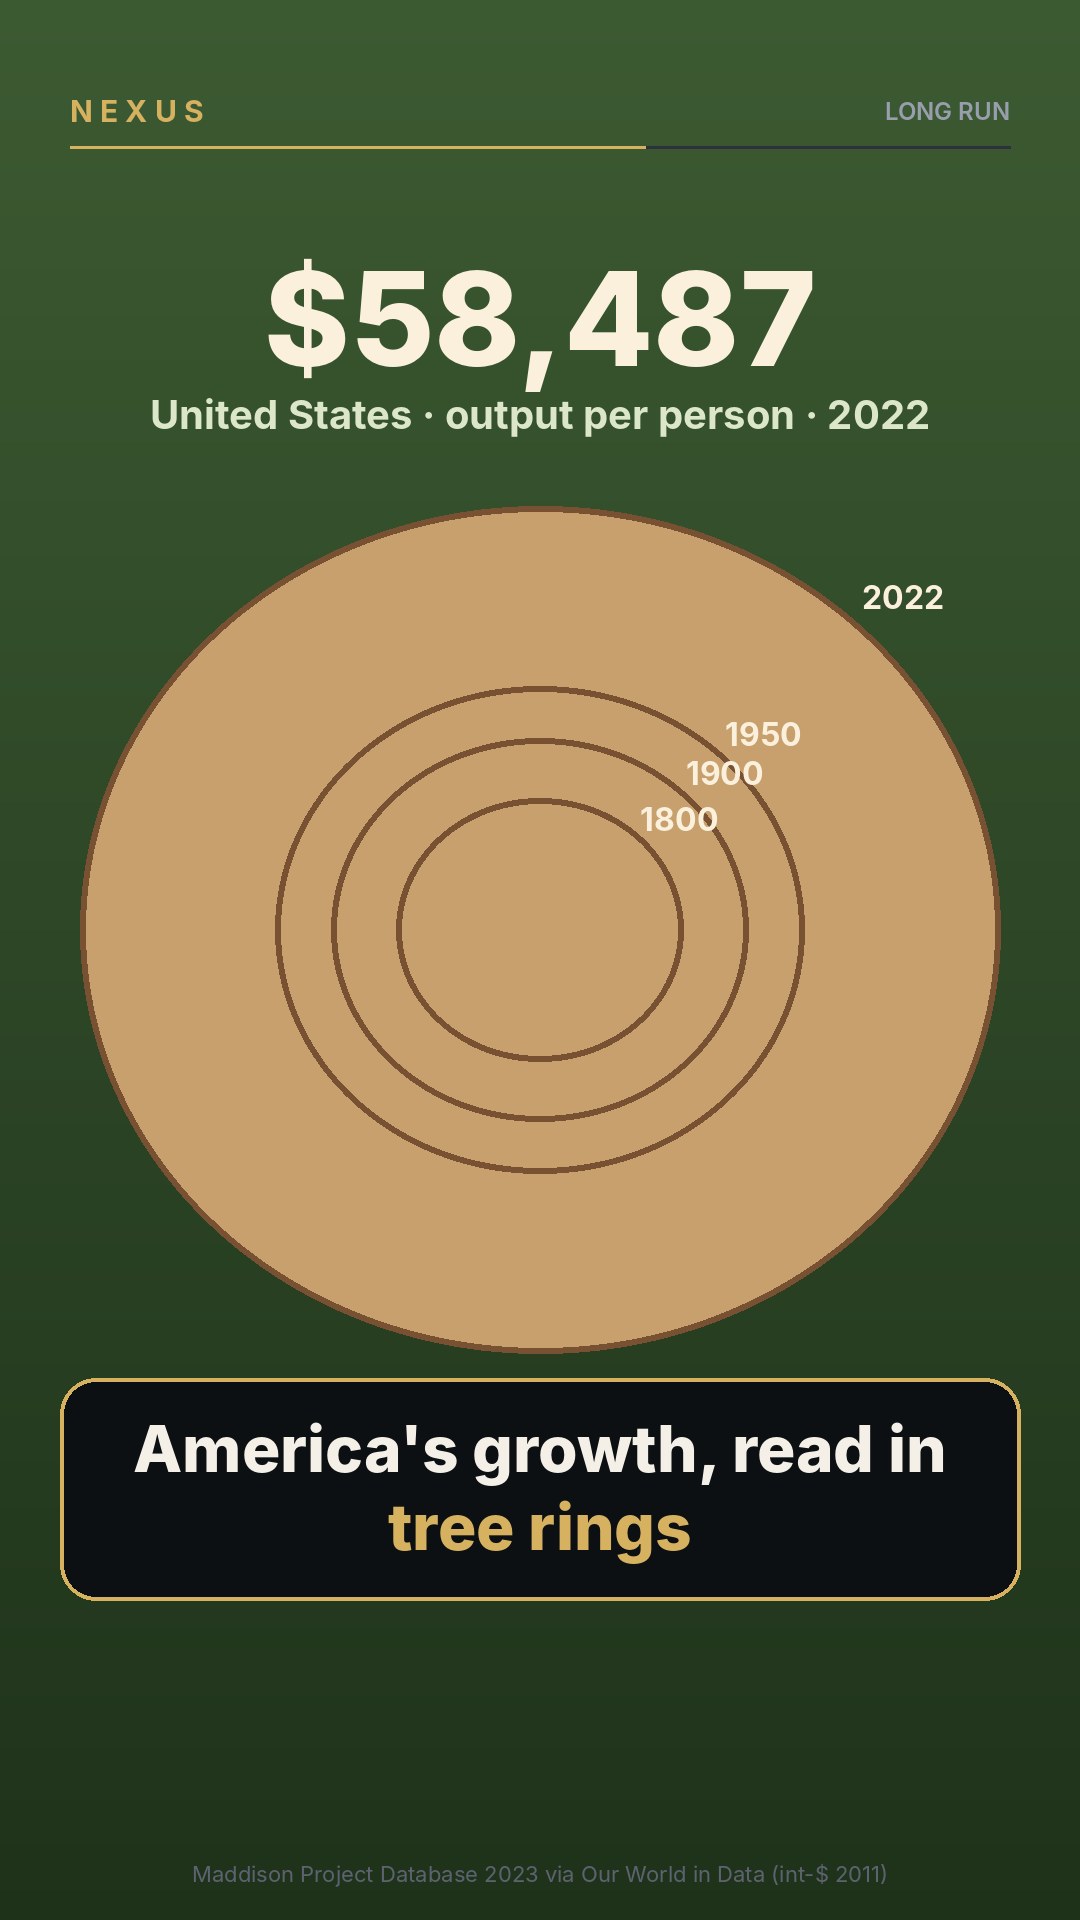 NEXUS
LONG RUN
$58,487
United States · output per person · 2022
2022
1950
1900
1800
America's growth, read in
tree rings
Maddison Project Database 2023 via Our World in Data (int-$ 2011)